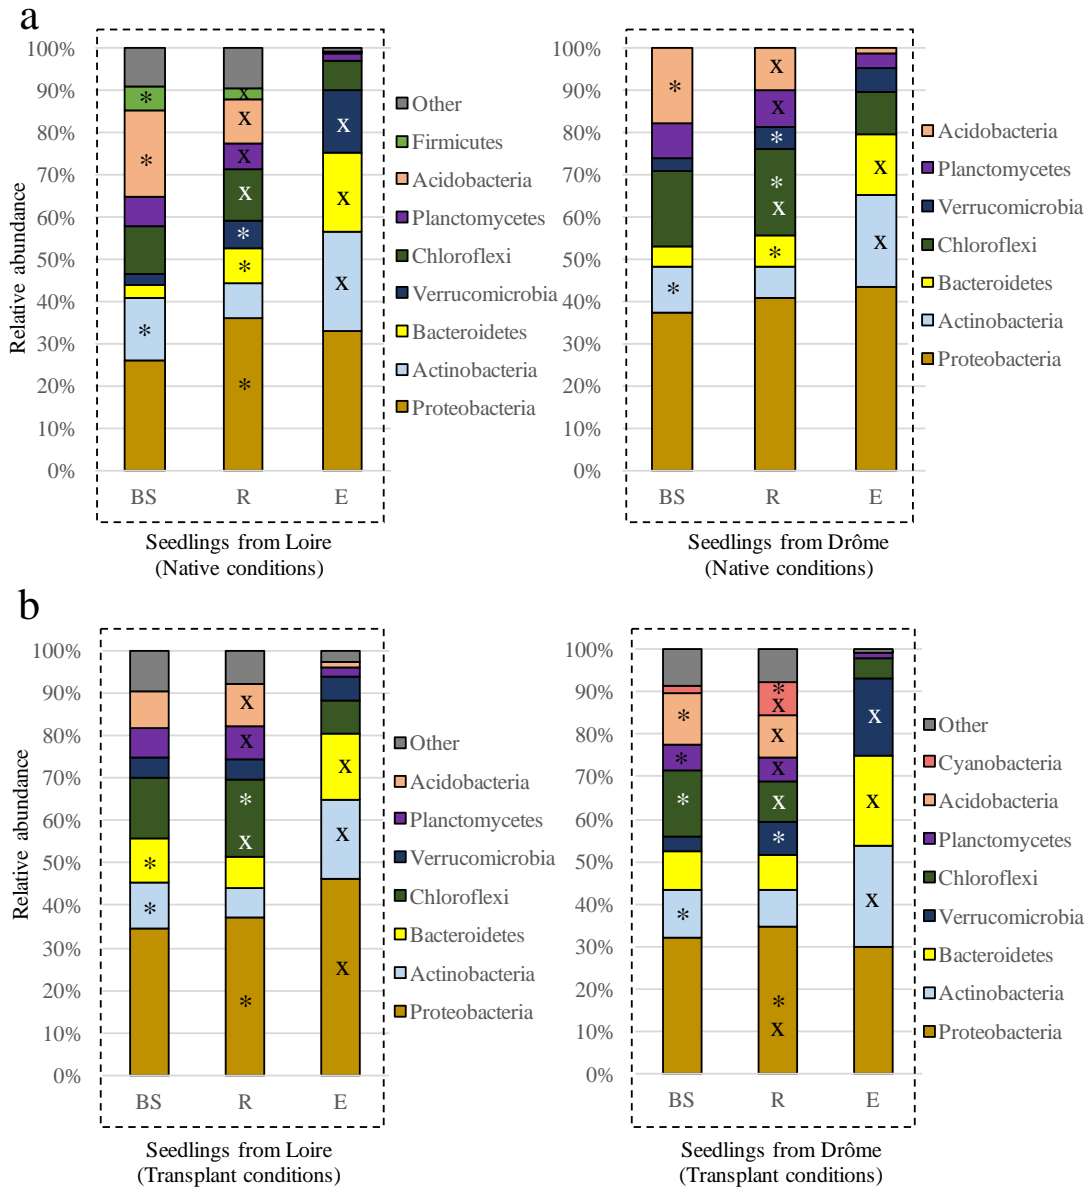 a
Relative abundance
100%
90%
80%
70%
60%
50%
40%
30%
20%
10%
0%
*
*
*
x
x
x
x
*
*
*
x
x
x
BS
R
E
Seedlings from Loire
(Native conditions)
Other
Firmicutes
Acidobacteria
Planctomycetes
Chloroflexi
Verrucomicrobia
Bacteroidetes
Actinobacteria
Proteobacteria
100%
90%
80%
70%
60%
50%
40%
30%
20%
10%
0%
*
*
x
x
*
*
x
*
x
x
BS
R
E
Seedlings from Drôme
(Native conditions)
Acidobacteria
Planctomycetes
Verrucomicrobia
Chloroflexi
Bacteroidetes
Actinobacteria
Proteobacteria
b
Relative abundance
100%
90%
80%
70%
60%
50%
40%
30%
20%
10%
0%
*
*
x
x
*
x
*
x
x
x
BS
R
E
Seedlings from Loire
(Transplant conditions)
Other
Acidobacteria
Planctomycetes
Verrucomicrobia
Chloroflexi
Bacteroidetes
Actinobacteria
Proteobacteria
100%
90%
80%
70%
60%
50%
40%
30%
20%
10%
0%
*
*
*
*
*
x
x
x
x
*
*
x
x
x
x
BS
R
E
Seedlings from Drôme
(Transplant conditions)
Other
Cyanobacteria
Acidobacteria
Planctomycetes
Chloroflexi
Verrucomicrobia
Bacteroidetes
Actinobacteria
Proteobacteria